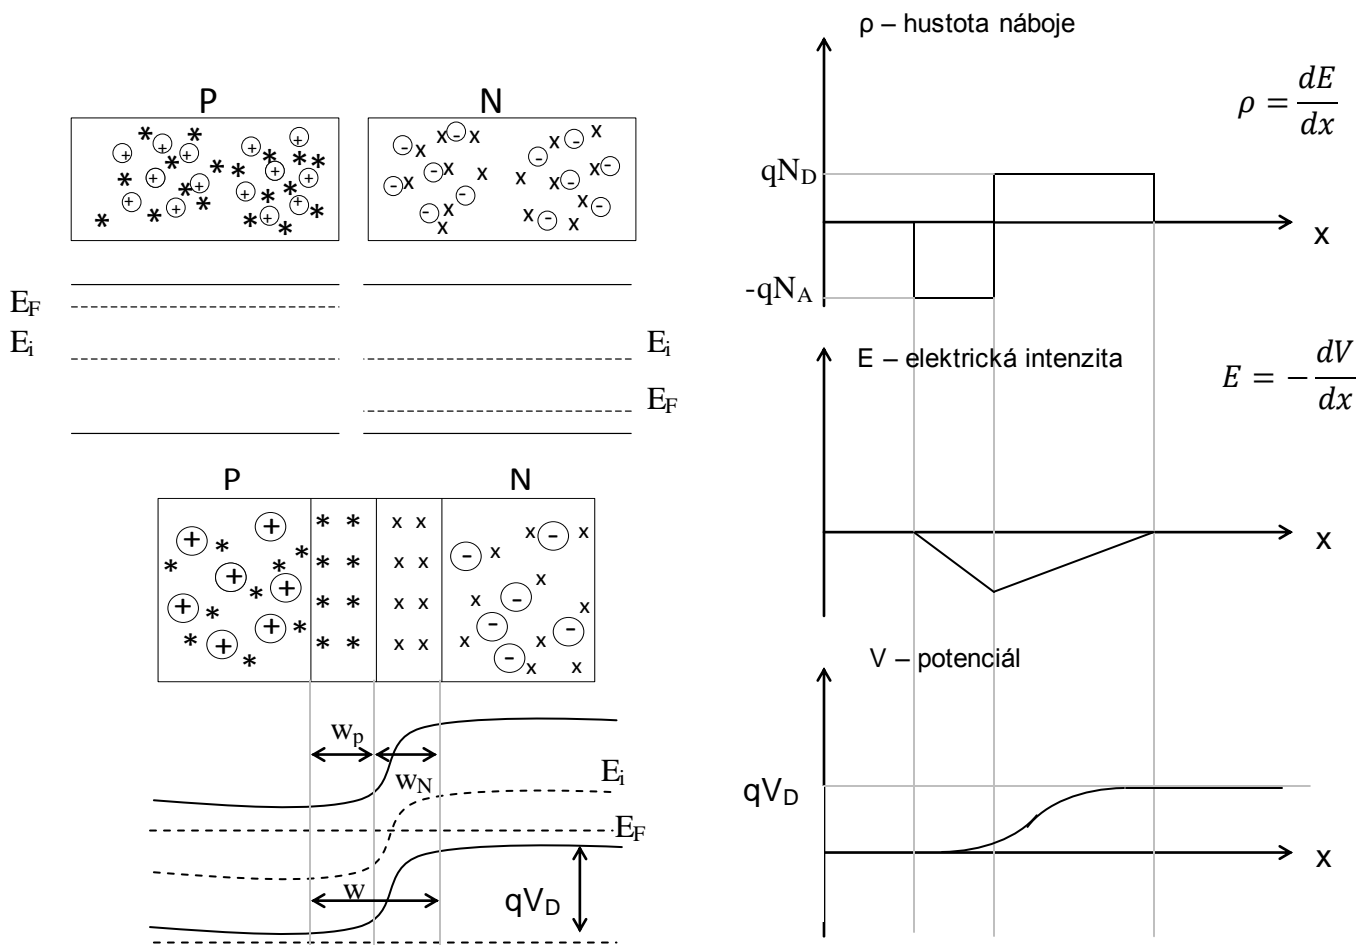 P
N
E_F
E_i
E_i
E_F
P
N
w_p
w_N
E_i
E_F
w
qV_D
ρ – hustota náboje
ρ = dE/dx
qN_D
-qN_A
x
E – elektrická intenzita
E = − dV/dx
x
V – potenciál
qV_D
x